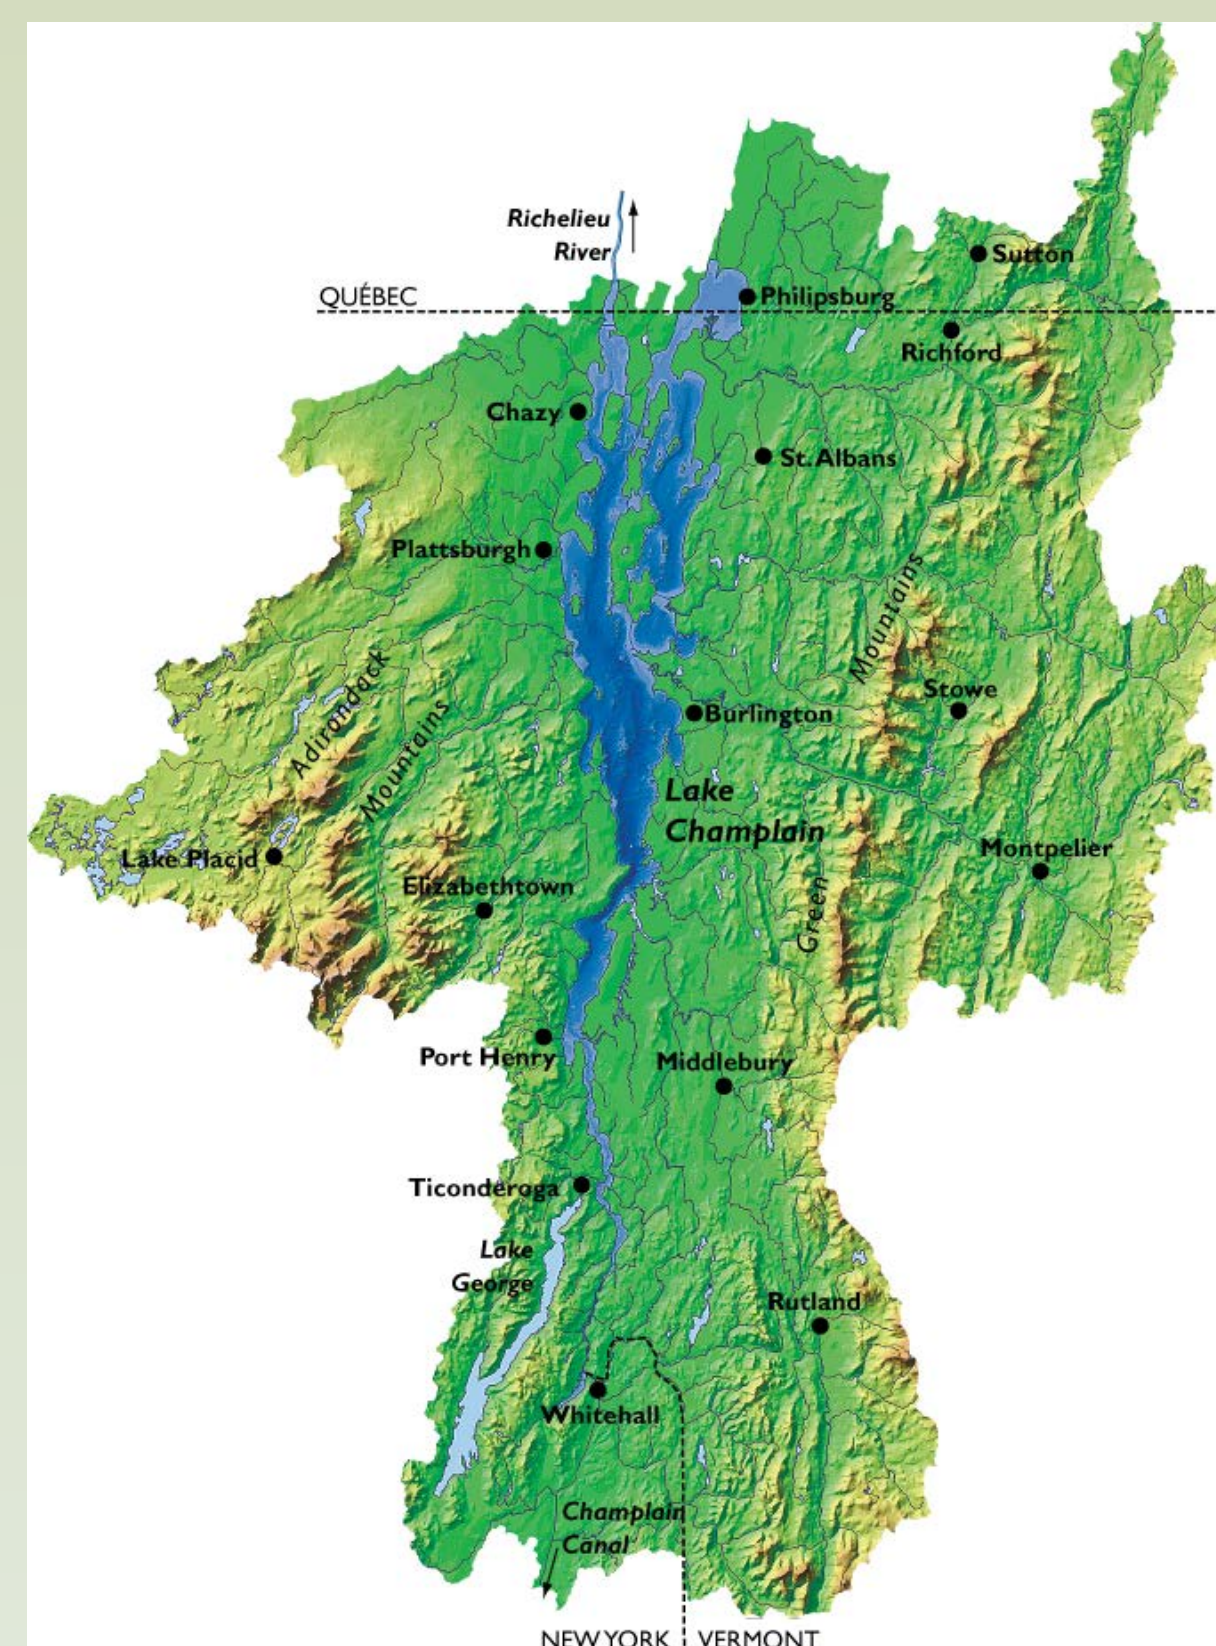 Richelieu
River
QUÉBEC
Sutton
Philipsburg
Richford
Chazy
St. Albans
Plattsburgh
Mountains
Adirondack
Mountains
Stowe
Burlington
Lake
Champlain
Lake Placid
Montpelier
Elizabethtown
Green
Port Henry
Middlebury
Ticonderoga
Lake
George
Rutland
Whitehall
Champlain
Canal
NEW YORK VERMONT